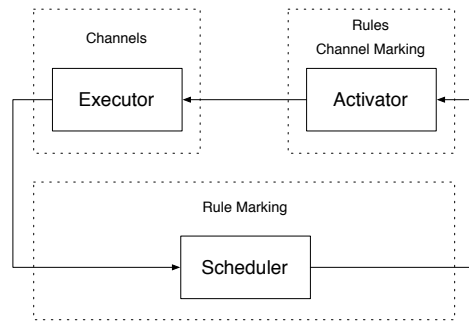 Channels
Executor
Rules
Channel Marking
Activator
Rule Marking
Scheduler